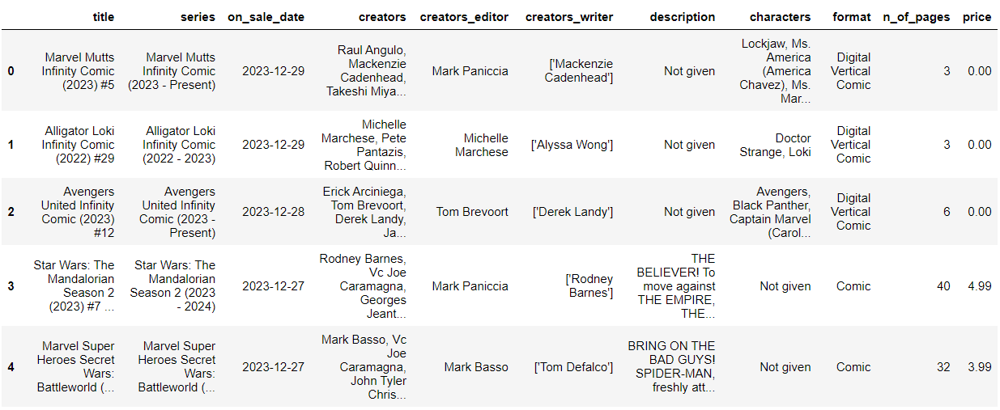 title series on_sale_date creators creators_editor creators_writer description characters format n_of_pages price
0 Marvel Mutts Infinity Comic (2023) #5 Marvel Mutts Infinity Comic (2023 - Present) 2023-12-29 Raul Angulo, Mackenzie Cadenhead, Takeshi Miya... Mark Paniccia ['Mackenzie Cadenhead'] Not given Lockjaw, Ms. America (America Chavez), Ms. Mar... Digital Vertical Comic 3 0.00
1 Alligator Loki Infinity Comic (2022) #29 Alligator Loki Infinity Comic (2022 - 2023) 2023-12-29 Michelle Marchese, Pete Pantazis, Robert Quinn... Michelle Marchese ['Alyssa Wong'] Not given Doctor Strange, Loki Digital Vertical Comic 3 0.00
2 Avengers United Infinity Comic (2023) #12 Avengers United Infinity Comic (2023 - Present) 2023-12-28 Erick Arciniega, Tom Brevoort, Derek Landy, Ja... Tom Brevoort ['Derek Landy'] Not given Avengers, Black Panther, Captain Marvel (Carol... Digital Vertical Comic 6 0.00
3 Star Wars: The Mandalorian Season 2 (2023) #7 ... Star Wars: The Mandalorian Season 2 (2023 - 2024) 2023-12-27 Rodney Barnes, Vc Joe Caramagna, Georges Jeant... Mark Paniccia ['Rodney Barnes'] THE BELIEVER! To move against THE EMPIRE, THE... Not given Comic 40 4.99
4 Marvel Super Heroes Secret Wars: Battleworld (... Marvel Super Heroes Secret Wars: Battleworld (... 2023-12-27 Mark Basso, Vc Joe Caramagna, John Tyler Chris... Mark Basso ['Tom Defalco'] BRING ON THE BAD GUYS! SPIDER-MAN, freshly att... Not given Comic 32 3.99